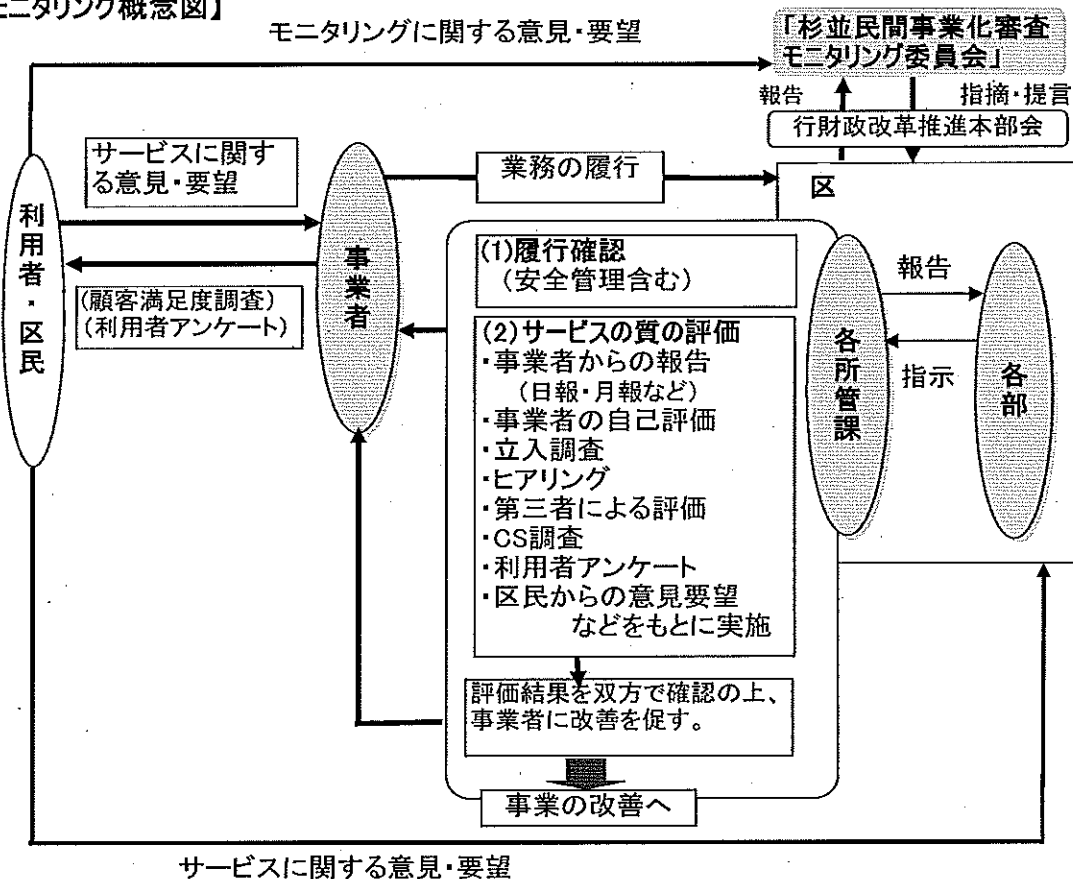 モニタリング概念図】
モニタリングに関する意見・要望
「杉並民間事業化審査
モニタリング委員会」
報告
指摘・提言
行財政改革推進本部会
区
サービスに関す
る意見・要望
業務の履行
利用者・区民
事業者
(顧客満足度調査)
(利用者アンケート)
(1)履行確認
(安全管理含む)
(2)サービスの質の評価
・事業者からの報告
(日報・月報など)
・事業者の自己評価
・立入調査
・ヒアリング
・第三者による評価
・CS調査
・利用者アンケート
・区民からの意見要望
などをもとに実施
各所管課
報告
指示
各部
評価結果を双方で確認の上、
事業者に改善を促す。
事業の改善へ
サービスに関する意見・要望